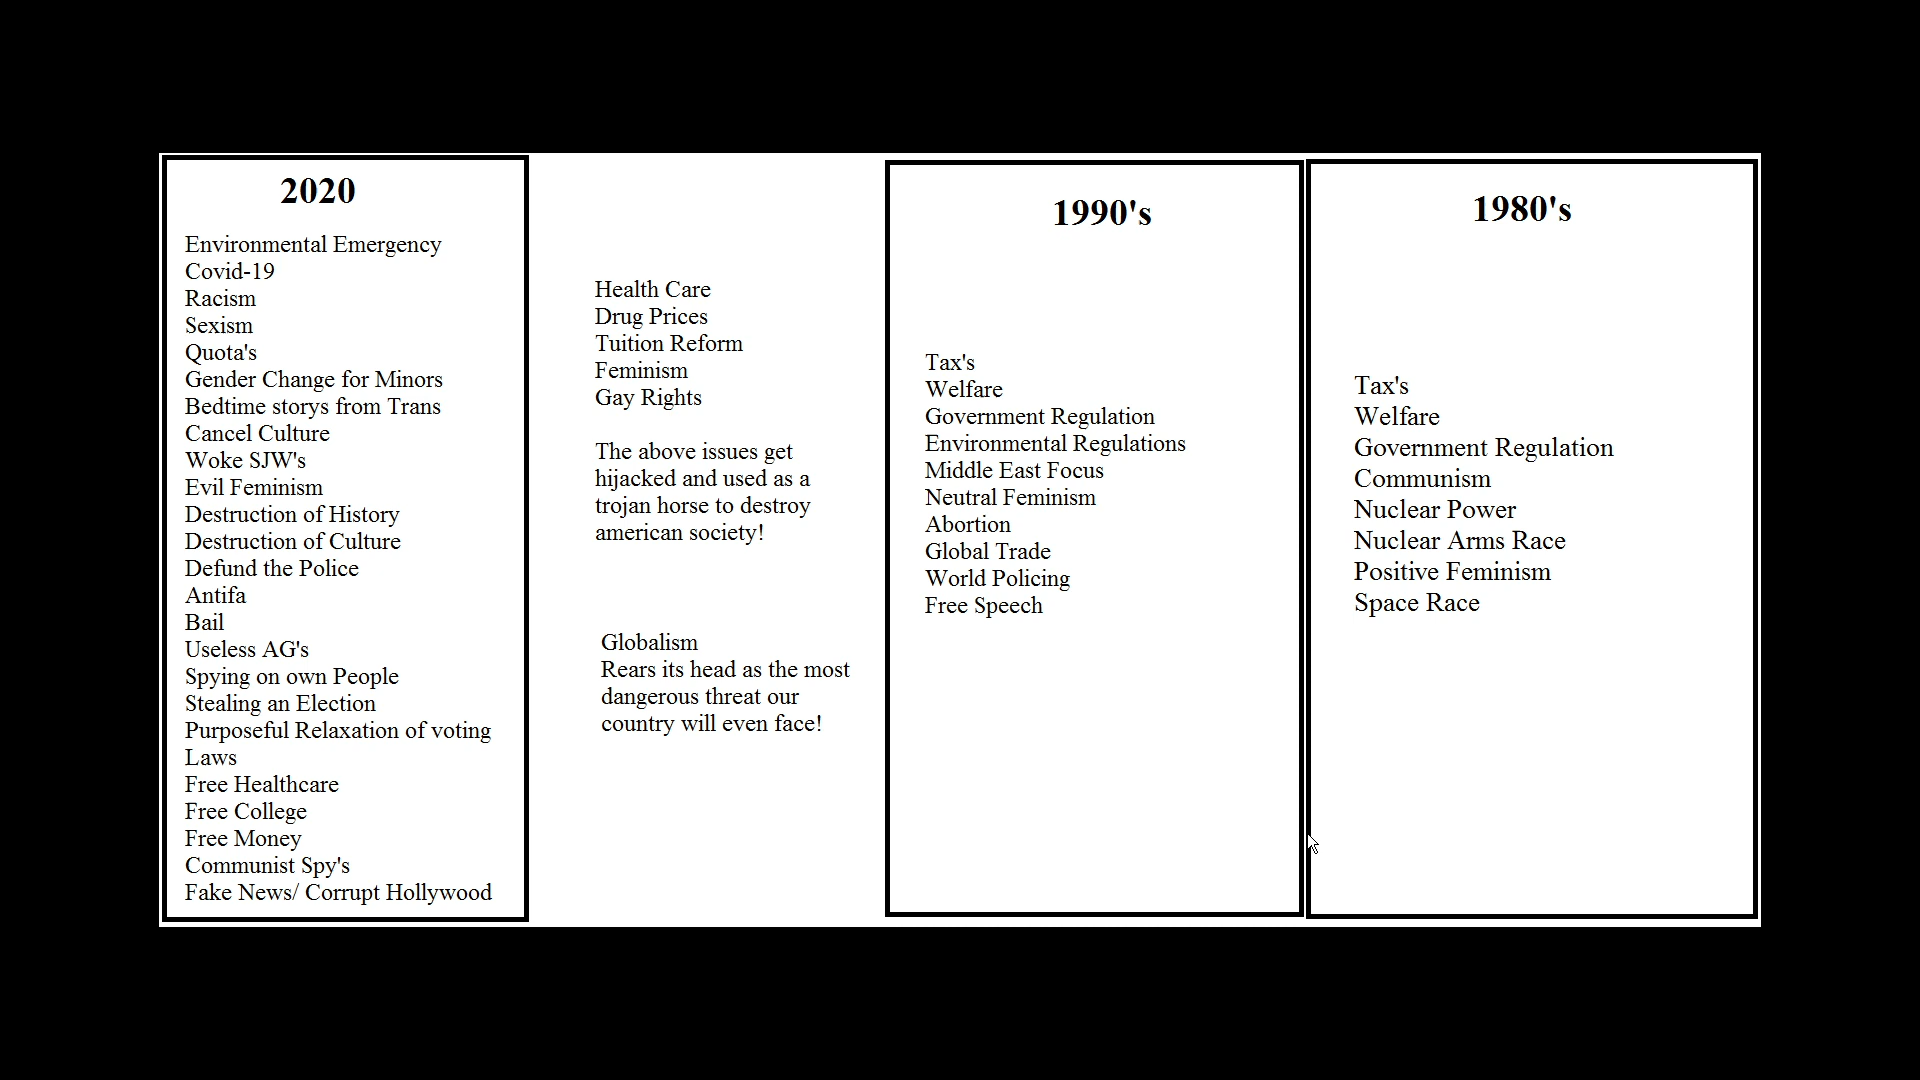 2020
Environmental Emergency
Covid-19
Racism
Sexism
Quota's
Gender Change for Minors
Bedtime storys from Trans
Cancel Culture
Woke SJW's
Evil Feminism
Destruction of History
Destruction of Culture
Defund the Police
Antifa
Bail
Useless AG's
Spying on own People
Stealing an Election
Purposeful Relaxation of voting
Laws
Free Healthcare
Free College
Free Money
Communist Spy's
Fake News/ Corrupt Hollywood
Health Care
Drug Prices
Tuition Reform
Feminism
Gay Rights
The above issues get
hijacked and used as a
trojan horse to destroy
american society!
Globalism
Rears its head as the most
dangerous threat our
country will even face!
1990's
Tax's
Welfare
Government Regulation
Environmental Regulations
Middle East Focus
Neutral Feminism
Abortion
Global Trade
World Policing
Free Speech
1980's
Tax's
Welfare
Government Regulation
Communism
Nuclear Power
Nuclear Arms Race
Positive Feminism
Space Race